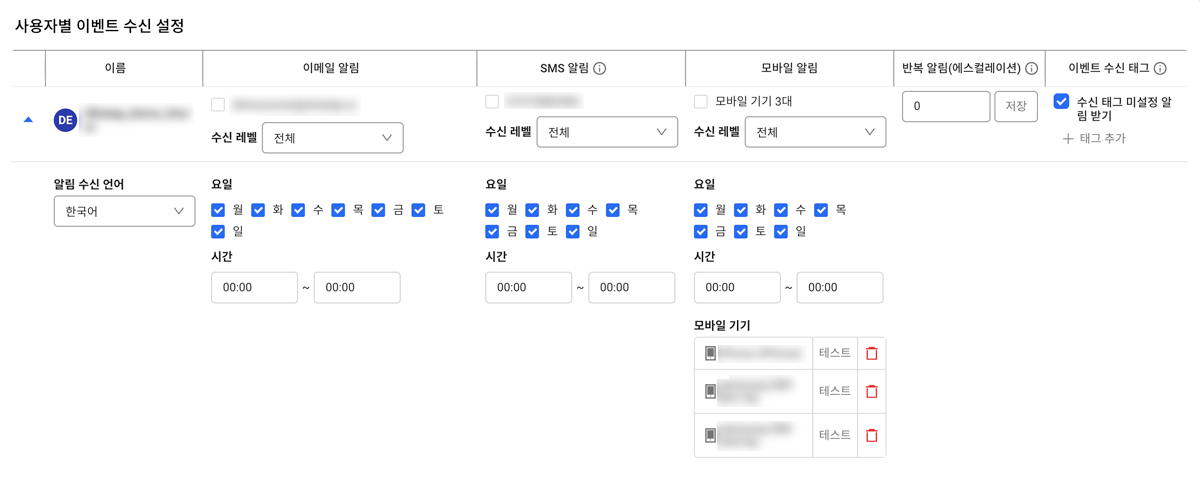 사용자별 이벤트 수신 설정
이름 이메일 알림 SMS 알림 모바일 알림 반복 알림(에스컬레이션) 이벤트 수신 태그
DE
모바일 기기 3대
0 저장
수신 태그 미설정 알
림 받기
수신 레벨 전체
수신 레벨 전체
수신 레벨 전체
태그 추가
알림 수신 언어
한국어
요일
월 화 수 목 금 토
일
시간
00:00 ~ 00:00
요일
월 화 수 목
금 토 일
시간
00:00 ~ 00:00
요일
월 화 수 목
금 토 일
시간
00:00 ~ 00:00
모바일 기기
테스트
테스트
테스트